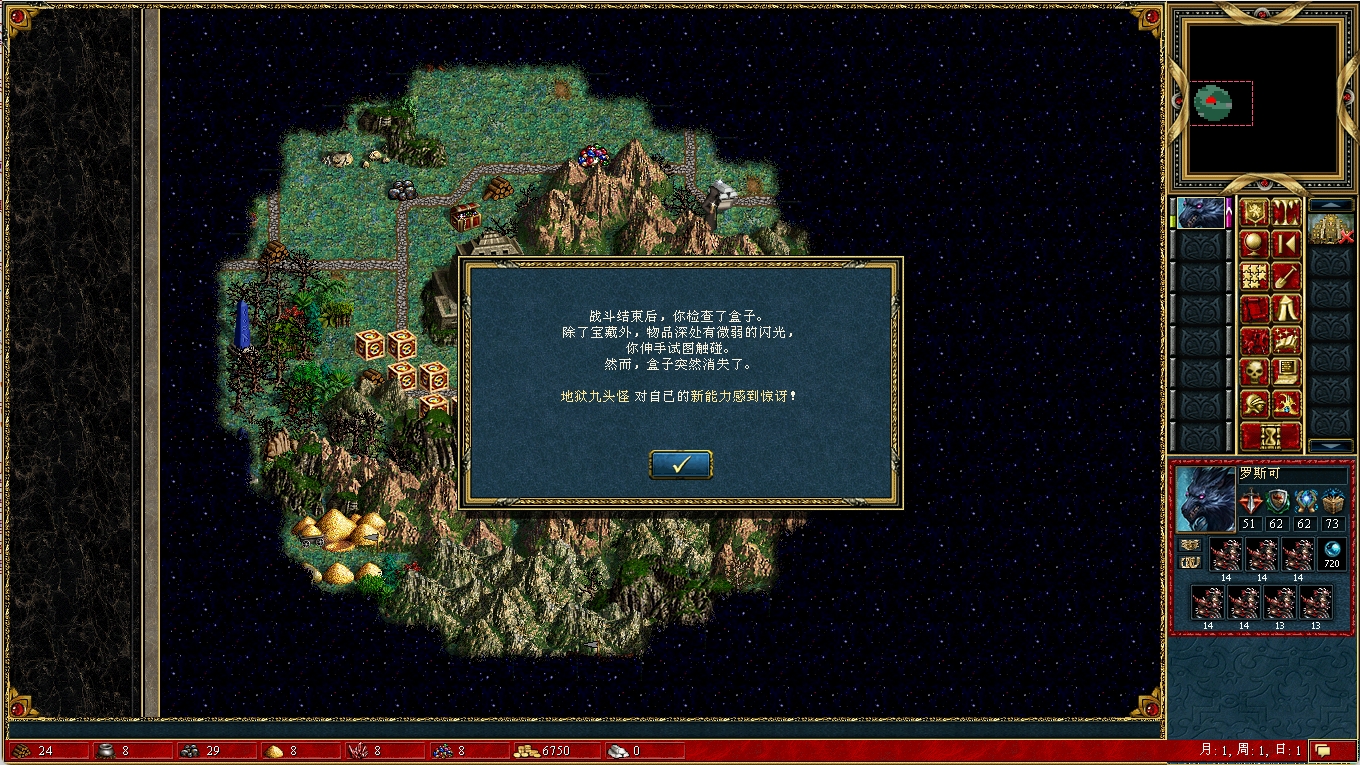 战斗结束后，你检查了盒子。
除了宝藏外，物品深处有微弱的闪光，
你伸手试图触碰。
然而，盒子突然消失了。
地狱九头怪 对自己的新能力感到惊讶！
罗斯可
51 62 62 73
720
14 14 14
14 14 13 13
24 8 29 8 8 8 6750 0
月: 1, 周: 1, 日: 1